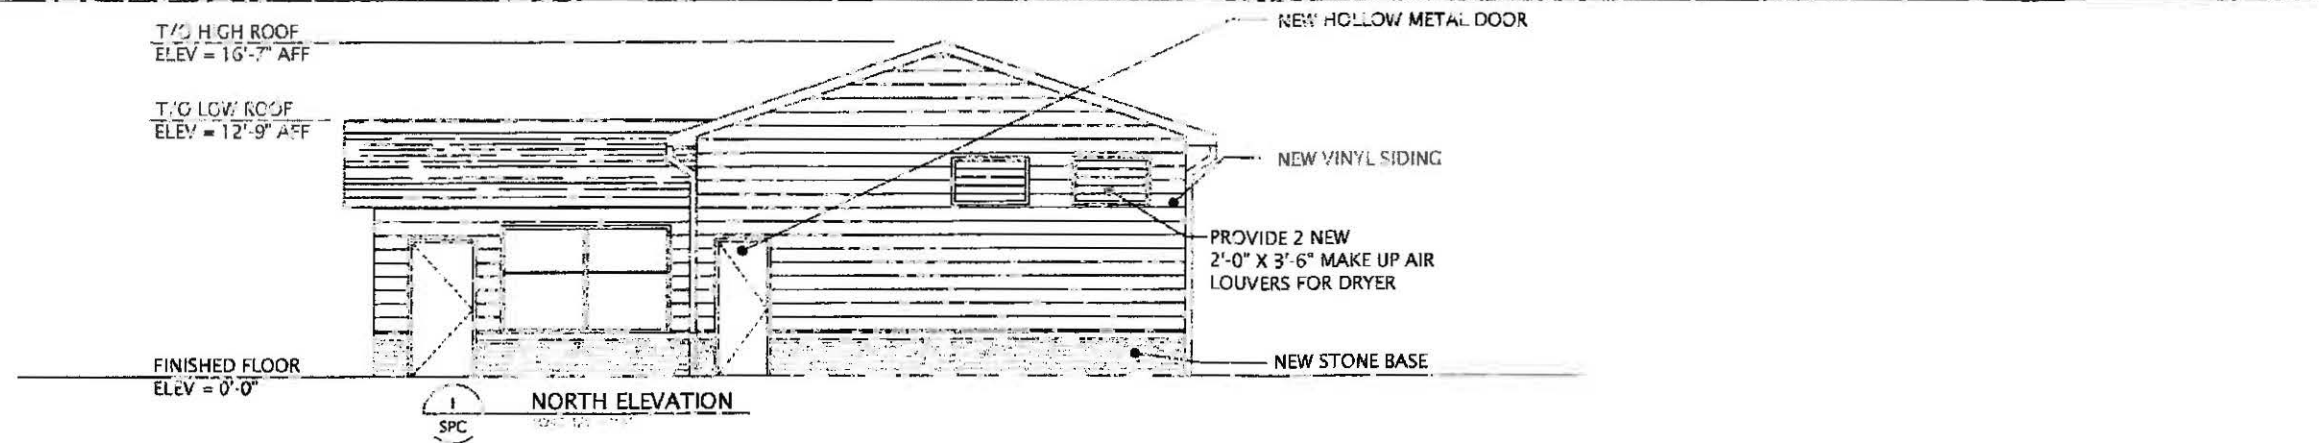 NEW HOLLOW METAL DOOR
T/O HIGH ROOF
ELEV = 16'-7" AFF
T/O LOW ROOF
ELEV = 12'-9" AFF
NEW VINYL SIDING
PROVIDE 2 NEW
2'-0" X 3'-6" MAKE UP AIR
LOUVERS FOR DRYER
FINISHED FLOOR
ELEV = 0'-0"
NEW STONE BASE
1
SPC
NORTH ELEVATION